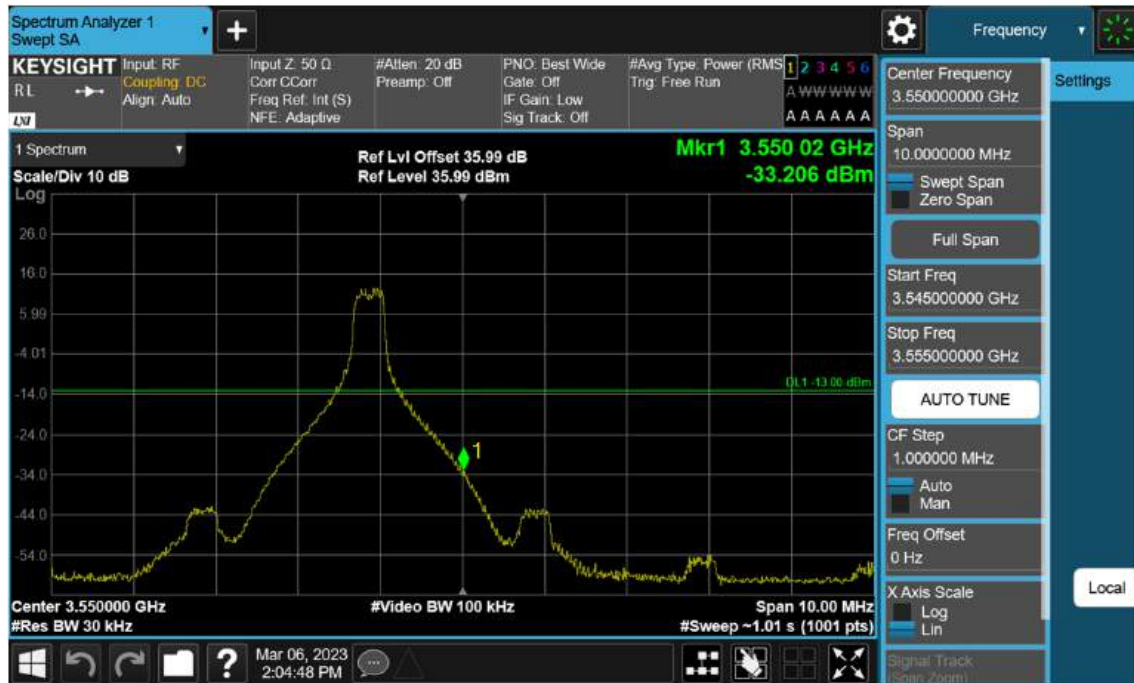 Spectrum Analyzer 1
Swept SA
Frequency
KEYSIGHT
RL
LXI
Input: RF
Coupling: DC
Align: Auto
Input Z: 50 Ω
Corr CCorr
Freq Ref: Int (S)
NFE: Adaptive
#Atten: 20 dB
Preamp: Off
PNO: Best Wide
Gate: Off
IF Gain: Low
Sig Track: Off
#Avg Type: Power (RMS
Trig: Free Run
1 2 3 4 5 6
A W W W W W
A A A A A A
1 Spectrum
Scale/Div 10 dB
Log
Ref Lvl Offset 35.99 dB
Ref Level 35.99 dBm
Mkr1 3.550 02 GHz
-33.206 dBm
26.0
16.0
5.99
-4.01
-14.0
-24.0
-34.0
-44.0
-54.0
DL1 -13.00 dBm
1
Center 3.550000 GHz
#Res BW 30 kHz
#Video BW 100 kHz
Span 10.00 MHz
#Sweep ~1.01 s (1001 pts)
Center Frequency
3.550000000 GHz
Settings
Span
10.0000000 MHz
Swept Span
Zero Span
Full Span
Start Freq
3.545000000 GHz
Stop Freq
3.555000000 GHz
AUTO TUNE
CF Step
1.000000 MHz
Auto
Man
Freq Offset
0 Hz
X Axis Scale
Log
Lin
Local
Signal Track
(Span Zoom)
?
Mar 06, 2023
2:04:48 PM